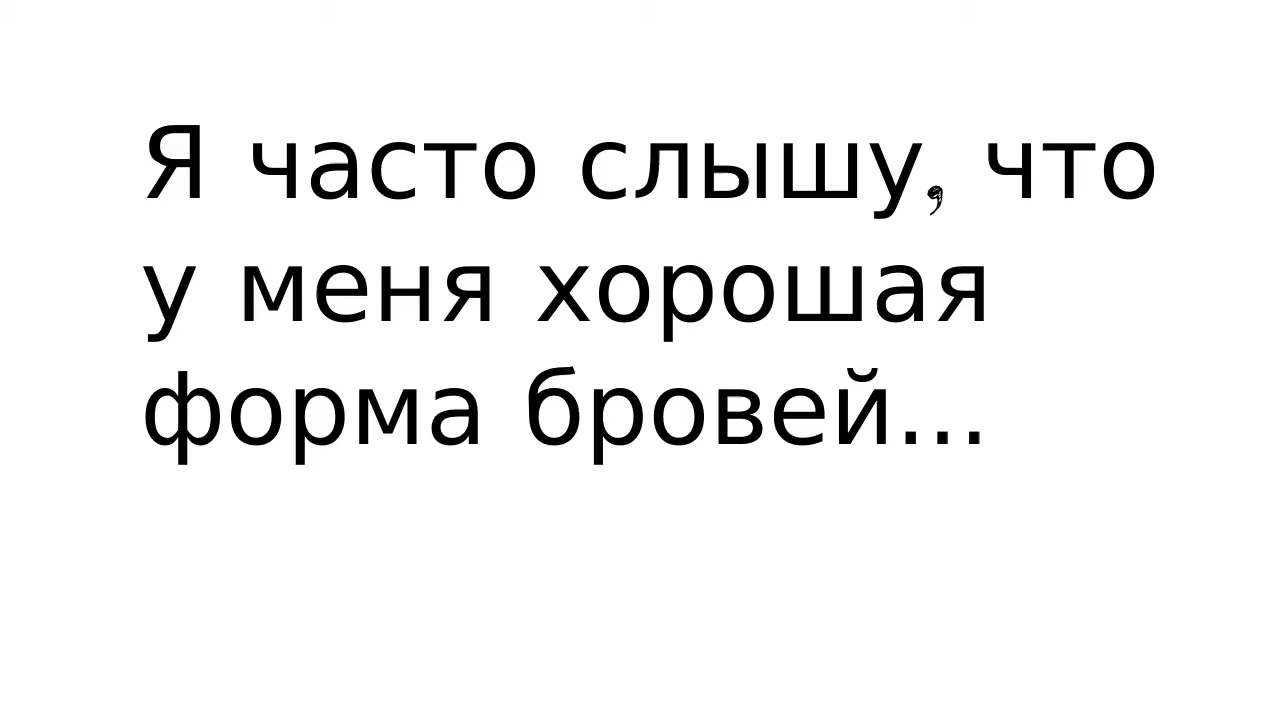 Я часто слышу, что
у меня хорошая
форма бровей...